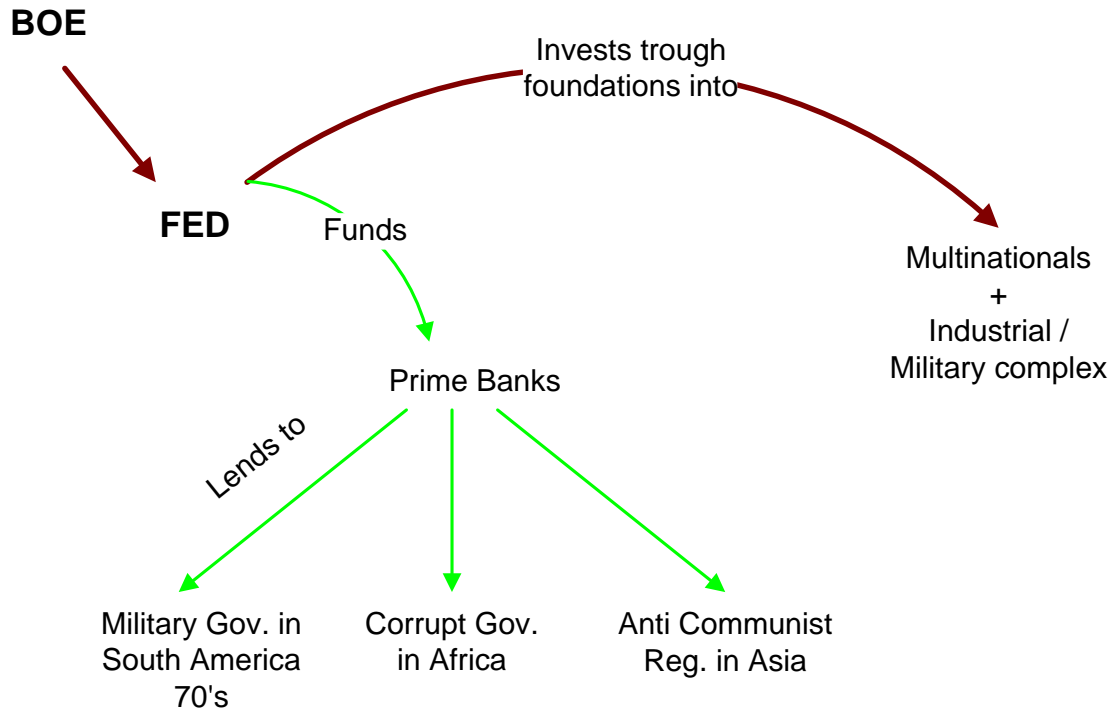 BOE
Invests trough
foundations into
FED
Funds
Multinationals
+
Industrial /
Military complex
Prime Banks
Lends to
Military Gov. in
South America
70's
Corrupt Gov.
in Africa
Anti Communist
Reg. in Asia